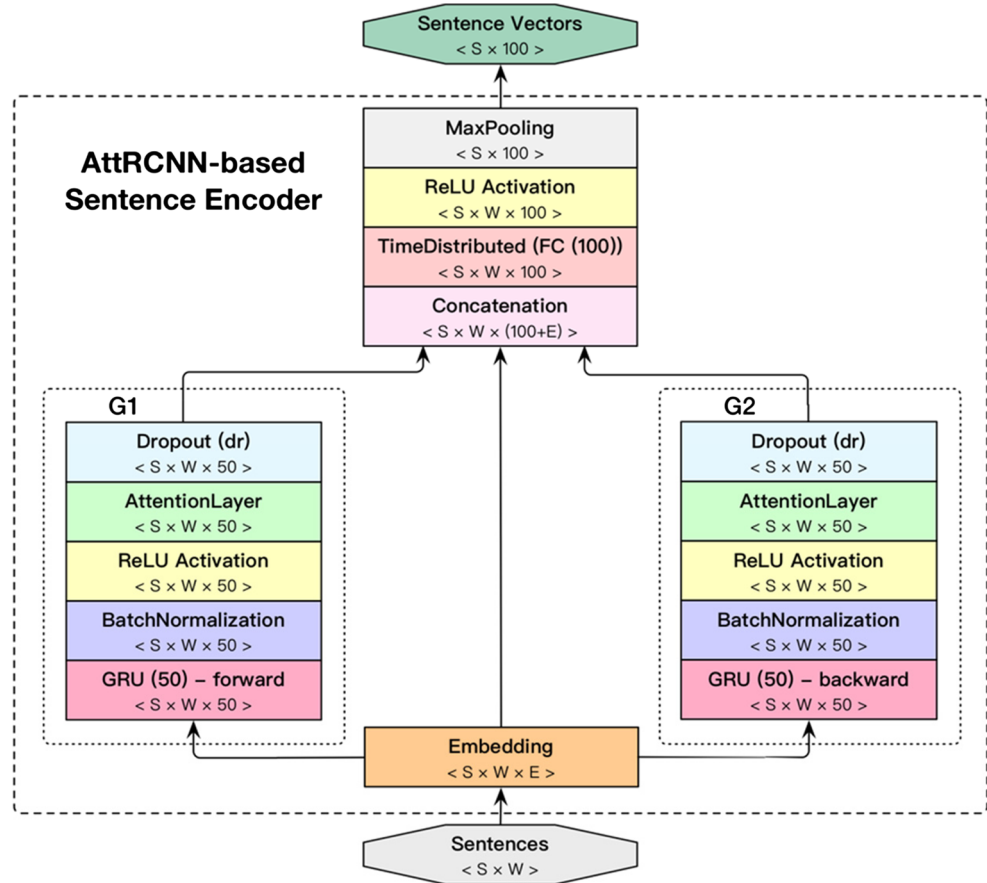 Sentence Vectors
< S × 100 >
AttRCNN-based
Sentence Encoder
MaxPooling
< S × 100 >
ReLU Activation
< S × W × 100 >
TimeDistributed (FC (100))
< S × W × 100 >
Concatenation
< S × W × (100+E) >
G1
Dropout (dr)
< S × W × 50 >
AttentionLayer
< S × W × 50 >
ReLU Activation
< S × W × 50 >
BatchNormalization
< S × W × 50 >
GRU (50) – forward
< S × W × 50 >
G2
Dropout (dr)
< S × W × 50 >
AttentionLayer
< S × W × 50 >
ReLU Activation
< S × W × 50 >
BatchNormalization
< S × W × 50 >
GRU (50) – backward
< S × W × 50 >
Embedding
< S × W × E >
Sentences
< S × W >